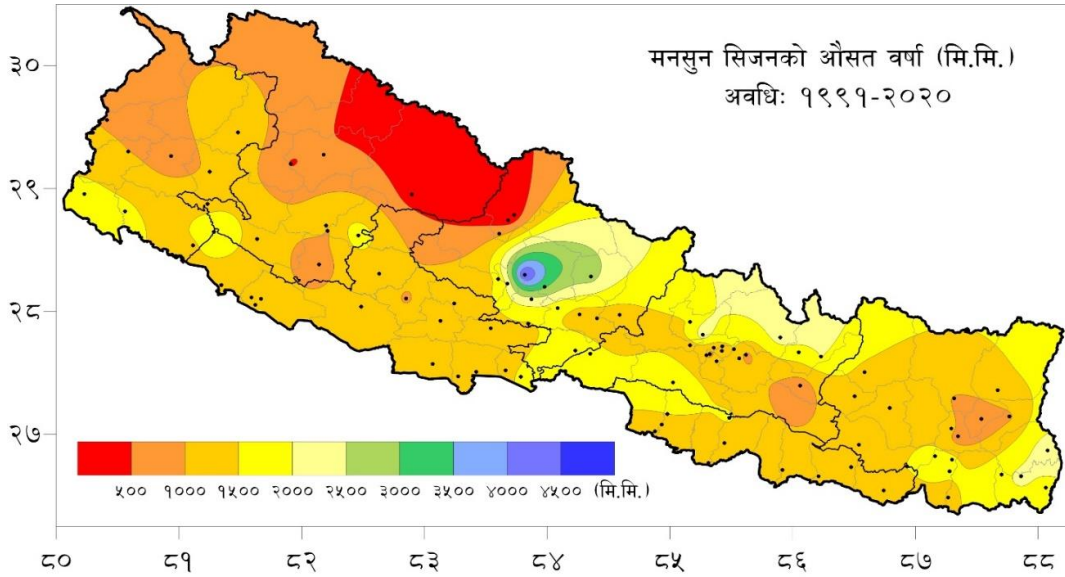 मनसुन सिजनको औसत वर्षा (मि.मि.)
अवधिः १९९१-२०२०
३०
२९
२८
२७
५०० १००० १५०० २००० २५०० ३००० ३५०० ४००० ४५०० (मि.मि.)
८० ८१ ८२ ८३ ८४ ८५ ८६ ८७ ८८